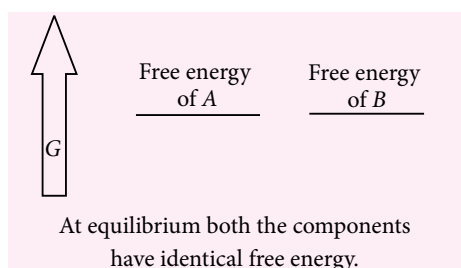 Free energy
of A
Free energy
of B
G
At equilibrium both the components
have identical free energy.